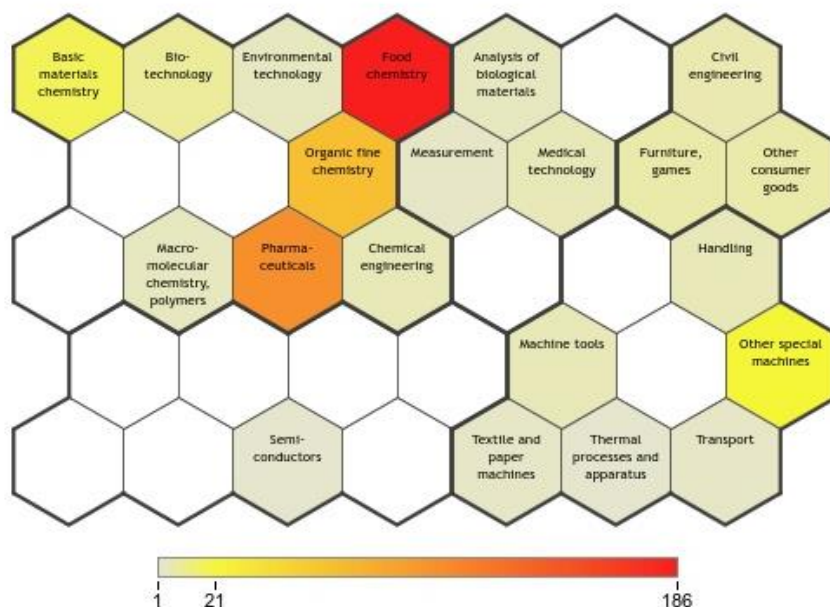 Basic
materials
chemistry
Bio-
technology
Environmental
technology
Food
chemistry
Analysis of
biological
materials
Civil
engineering
Organic fine
chemistry
Measurement
Medical
technology
Furniture,
games
Other
consumer
goods
Macro-
molecular
chemistry,
polymers
Pharma-
ceuticals
Chemical
engineering
Handling
Machine tools
Other special
machines
Semi-
conductors
Textile and
paper
machines
Thermal
processes and
apparatus
Transport
1 21 186